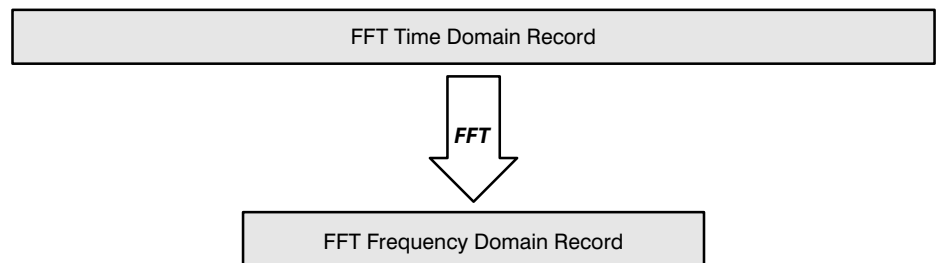 FFT Time Domain Record
FFT
FFT Frequency Domain Record